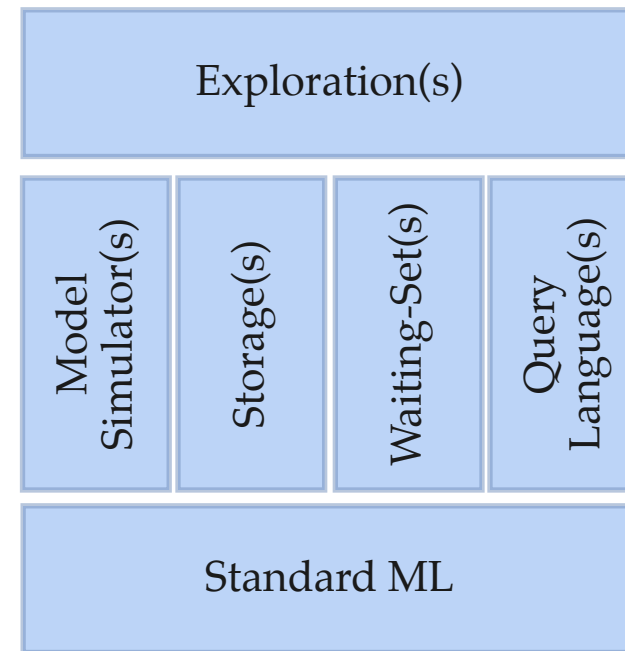 Exploration(s)
Model
Simulator(s)
Storage(s)
Waiting-Set(s)
Query
Language(s)
Standard ML